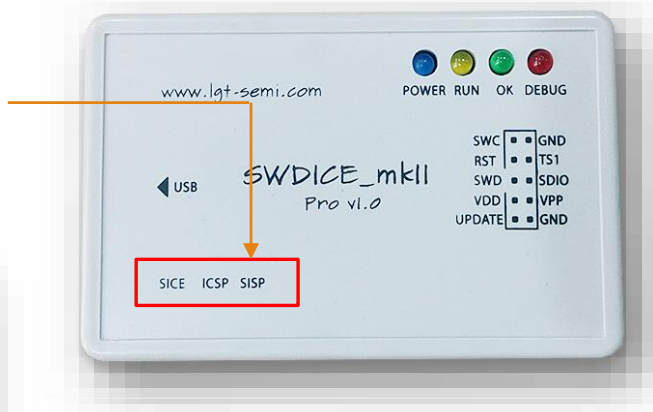 www.lgt-semi.com
POWER RUN OK DEBUG
SWC GND
RST TS1
SWD SDIO
VDD VPP
UPDATE GND
USB
SWDICE_mkII
Pro v1.0
SICE ICSP SISP